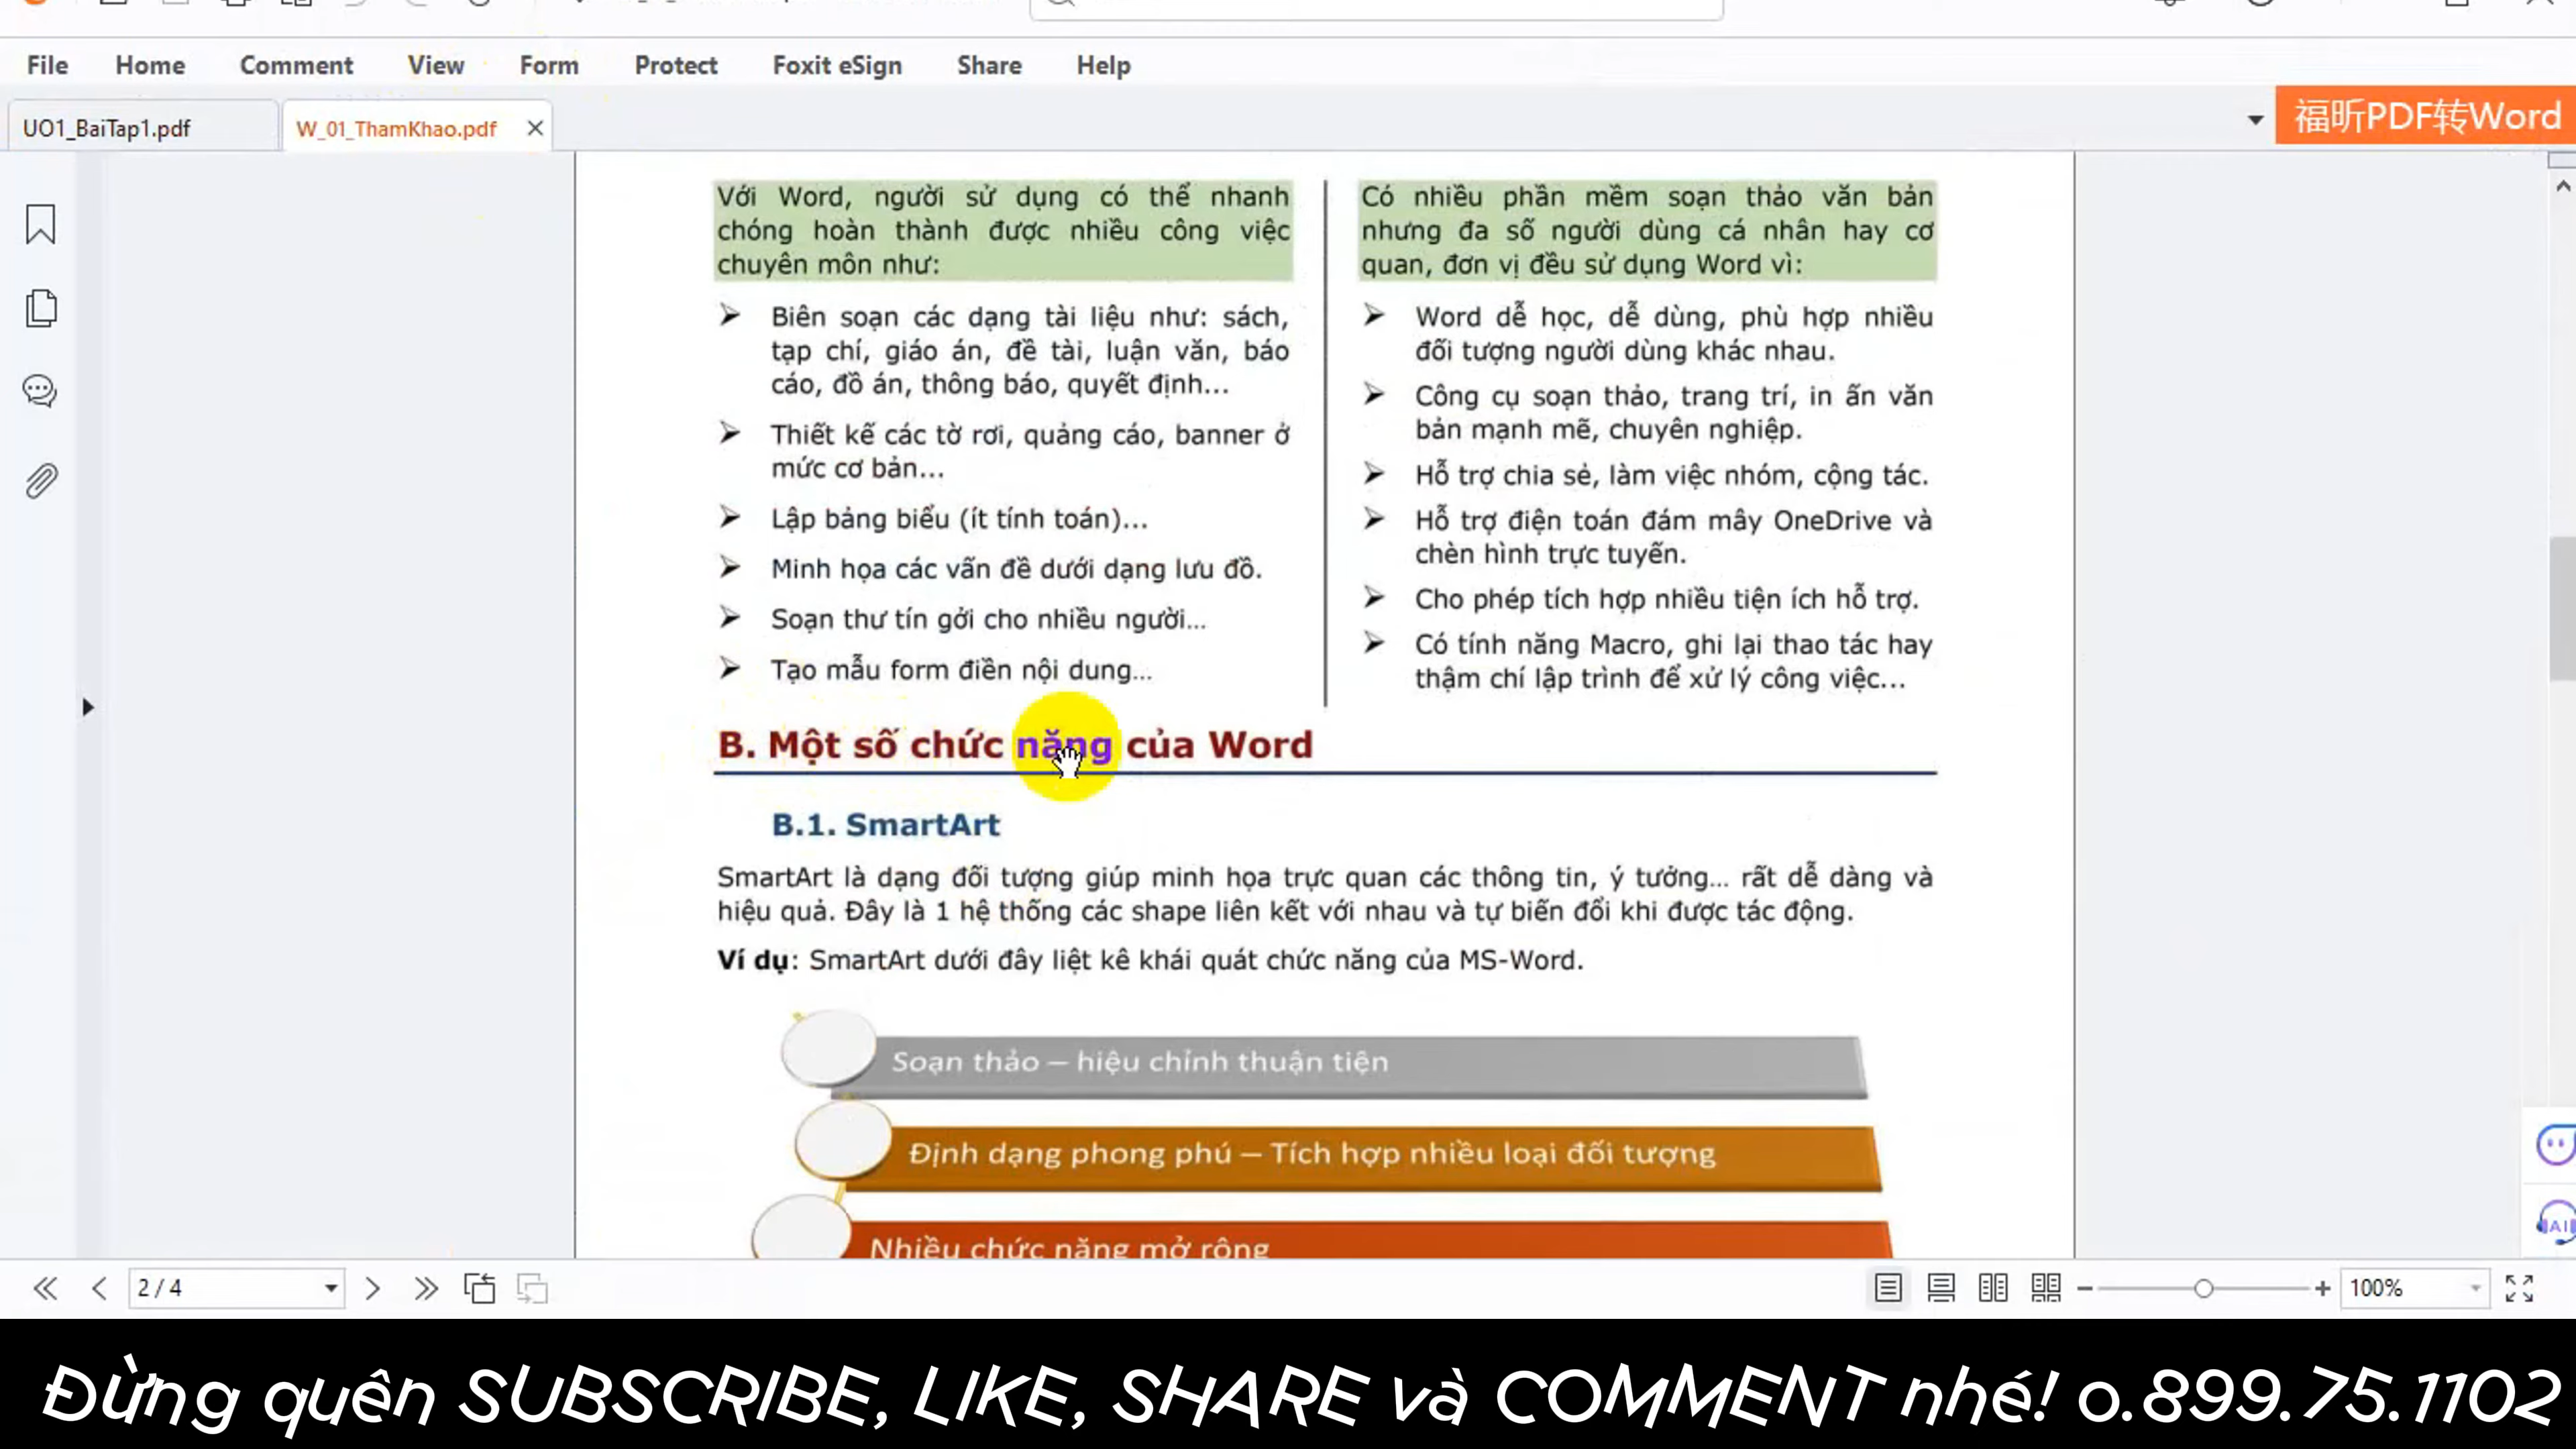 File Home Comment View Form Protect Foxit eSign Share Help
UO1_BaiTap1.pdf W_01_ThamKhao.pdf
福昕PDF转Word
Với Word, người sử dụng có thể nhanh
chóng hoàn thành được nhiều công việc
chuyên môn như:
➢ Biên soạn các dạng tài liệu như: sách,
tạp chí, giáo án, đề tài, luận văn, báo
cáo, đồ án, thông báo, quyết định...
➢ Thiết kế các tờ rơi, quảng cáo, banner ở
mức cơ bản...
➢ Lập bảng biểu (ít tính toán)...
➢ Minh họa các vấn đề dưới dạng lưu đồ.
➢ Soạn thư tín gởi cho nhiều người...
➢ Tạo mẫu form điền nội dung...
Có nhiều phần mềm soạn thảo văn bản
nhưng đa số người dùng cá nhân hay cơ
quan, đơn vị đều sử dụng Word vì:
➢ Word dễ học, dễ dùng, phù hợp nhiều
đối tượng người dùng khác nhau.
➢ Công cụ soạn thảo, trang trí, in ấn văn
bản mạnh mẽ, chuyên nghiệp.
➢ Hỗ trợ chia sẻ, làm việc nhóm, cộng tác.
➢ Hỗ trợ điện toán đám mây OneDrive và
chèn hình trực tuyến.
➢ Cho phép tích hợp nhiều tiện ích hỗ trợ.
➢ Có tính năng Macro, ghi lại thao tác hay
thậm chí lập trình để xử lý công việc...
B. Một số chức năng của Word
B.1. SmartArt
SmartArt là dạng đối tượng giúp minh họa trực quan các thông tin, ý tưởng... rất dễ dàng và
hiệu quả. Đây là 1 hệ thống các shape liên kết với nhau và tự biến đổi khi được tác động.
Ví dụ: SmartArt dưới đây liệt kê khái quát chức năng của MS-Word.
Soạn thảo – hiệu chỉnh thuận tiện
Định dạng phong phú – Tích hợp nhiều loại đối tượng
Nhiều chức năng mở rộng
AI
2 / 4
100%
Đừng quên SUBSCRIBE, LIKE, SHARE và COMMENT nhé! 0.899.75.1102